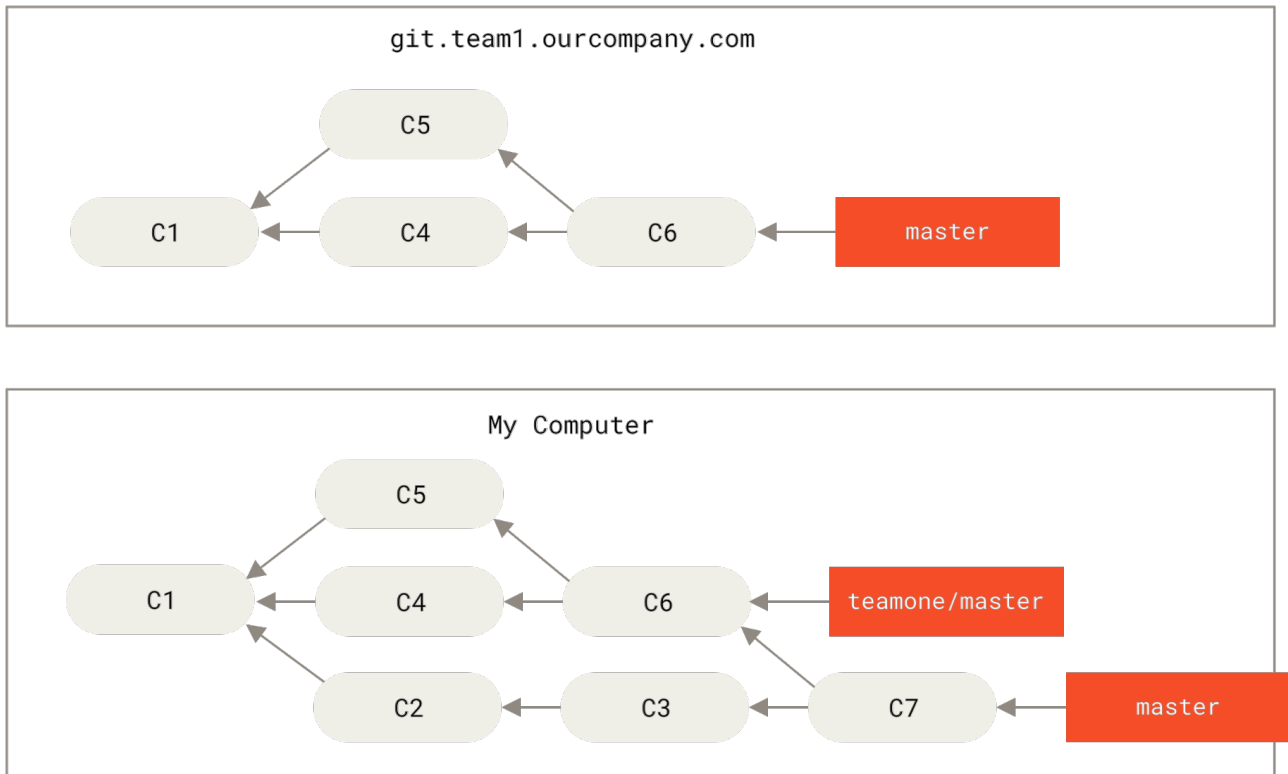 git.team1.ourcompany.com
C5
C1
C4
C6
master
My Computer
C5
C1
C4
C6
teamone/master
C2
C3
C7
master